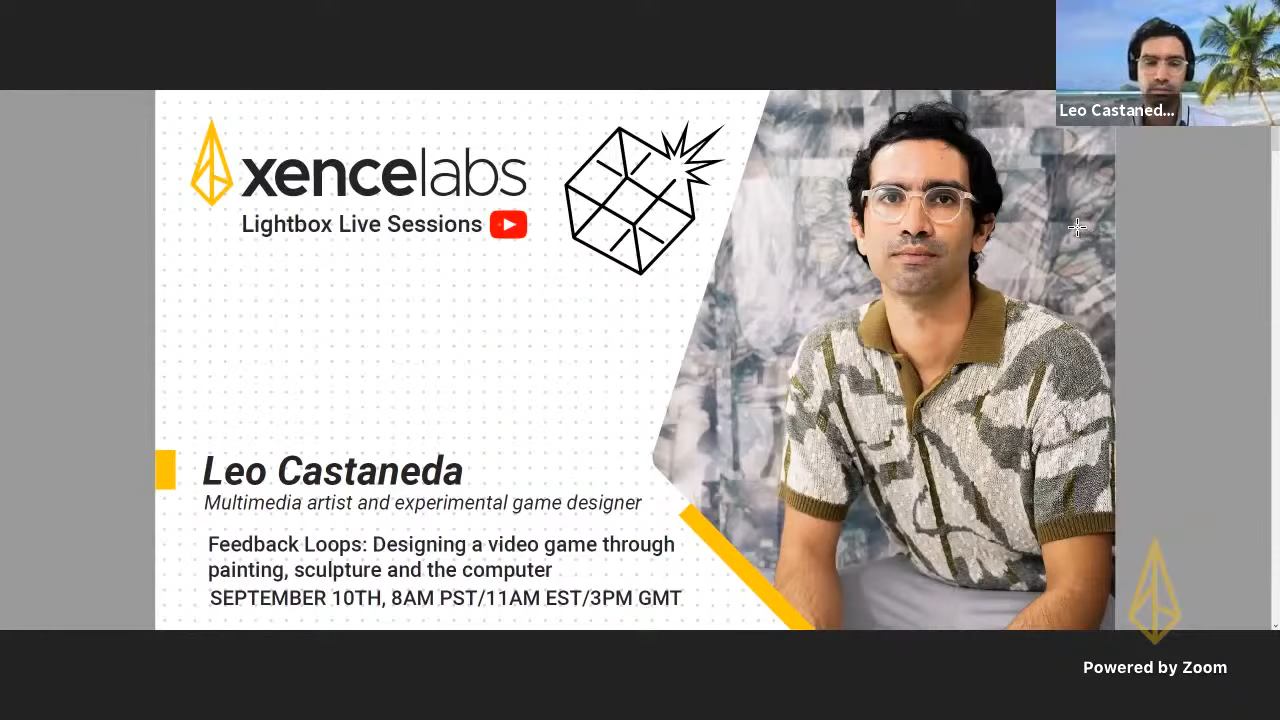 Leo Castaned...
xencelabs
Lightbox Live Sessions
Leo Castaneda
Multimedia artist and experimental game designer
Feedback Loops: Designing a video game through
painting, sculpture and the computer
SEPTEMBER 10TH, 8AM PST/11AM EST/3PM GMT
Powered by Zoom